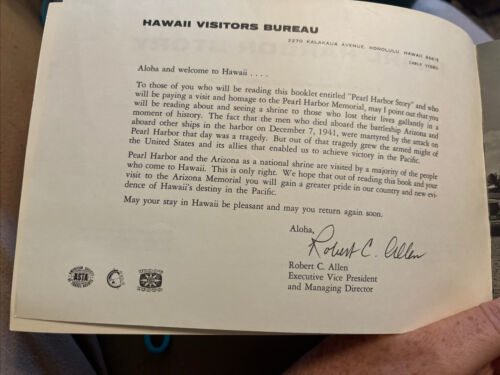 HAWAII VISITORS BUREAU
2270 KALAKAUA AVENUE, HONOLULU, HAWAII 96815
CABLE VISBU
Aloha and welcome to Hawaii . . . .
To those of you who will be reading this booklet entitled "Pearl Harbor Story" and who
will be paying a visit and homage to the Pearl Harbor Memorial, may I point out that you
will be reading about and seeing a shrine to those who lost their lives gallantly in a
moment of history. The fact that the men who died aboard the battleship Arizona and
aboard other ships in the harbor on December 7, 1941, were martyred by the attack on
Pearl Harbor that day was a tragedy. But out of that tragedy grew the armed might of
the United States and its allies that enabled us to achieve victory in the Pacific.
Pearl Harbor and the Arizona as a national shrine are visited by a majority of the people
who come to Hawaii. This is only right. We hope that out of reading this book and your
visit to the Arizona Memorial you will gain a greater pride in our country and new evi-
dence of Hawaii's destiny in the Pacific.
May your stay in Hawaii be pleasant and may you return again soon.
Aloha,
Robert C. Allen
Robert C. Allen
Executive Vice President
and Managing Director
ASTA